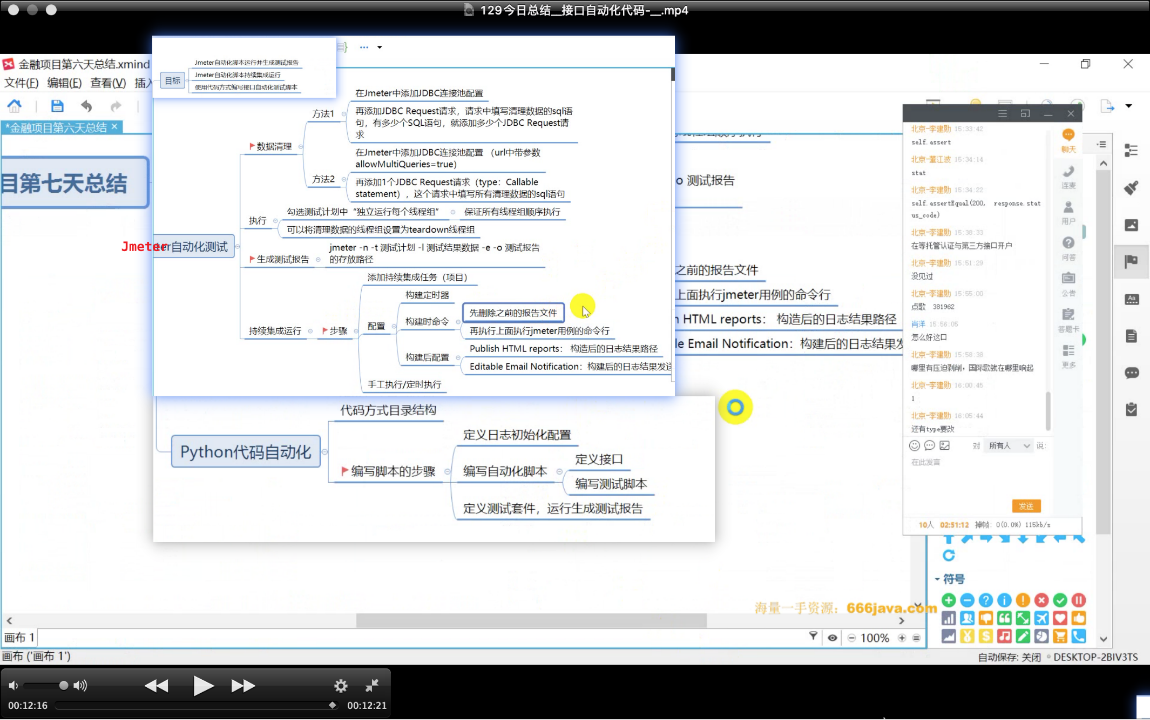 129今日总结__接口自动化代码-__.mp4
金融项目第六天总结.xmind
文件(F) 编辑(E) 查看(V) 插入
*金融项目第六天总结
目第七天总结
目标
Jmeter自动化脚本运行并生成测试报告
Jmeter自动化脚本持续集成运行
使用代码方式编写接口自动化测试脚本
Jmeter自动化测试
数据清理
方法1
在Jmeter中添加JDBC连接池配置
再添加JDBC Request请求，请求中填写清理数据的sql语
句，有多少个SQL语句，就添加多少个JDBC Request请
求
方法2
在Jmeter中添加JDBC连接池配置 （url中带参数
allowMultiQueries=true)
再添加1个JDBC Request请求（type：Callable
statement），这个请求中填写所有清理数据的sql语句
执行
勾选测试计划中“独立运行每个线程组”
保证所有线程组顺序执行
可以将清理数据的线程组设置为teardown线程组
生成测试报告
jmeter -n -t 测试计划 -l 测试结果数据 -e -o 测试报告
的存放路径
持续集成运行
步骤
添加持续集成任务（项目）
配置
构建定时器
构建时命令
先删除之前的报告文件
再执行上面执行jmeter用例的命令行
构建后配置
Publish HTML reports： 构造后的日志结果路径
Editable Email Notification：构建后的日志结果发送
手工执行/定时执行
o 测试报告
之前的报告文件
上面执行jmeter用例的命令行
h HTML reports： 构造后的日志结果路径
le Email Notification：构建后的日志结果发
Python代码自动化
代码方式目录结构
编写脚本的步骤
定义日志初始化配置
编写自动化脚本
定义接口
编写测试脚本
定义测试套件，运行生成测试报告
北京-李建勋 15:33:42
self.assert
北京-董江波 15:34:14
stat
北京-李建勋 15:34:22
self.assertEqual(200, response.stat
us_code)
北京-李建勋 15:36:33
在等托管认证与第三方接口开户
北京-李建勋 15:51:29
没见过
北京-李建勋 15:55:00
点歌 381962
尚洋 15:58:05
怎么好这口
北京-李建勋 15:58:38
哪里有压迫剥削，国际歌就在哪里响起
北京-李建勋 16:00:45
1
北京-李建勋 16:05:44
还有type要改
聊天
连麦
用户
问答
公告
答题卡
更多
对 所有人 说:
在此发言
发送
10人 02:51:12 掉帧: 0(0.0%) 115kb/s
符号
海量一手资源：666java.com
画布 1
100%
画布 ('画布 1')
自动保存: 关闭
DESKTOP-2BIV3TS
00:12:16
00:12:21